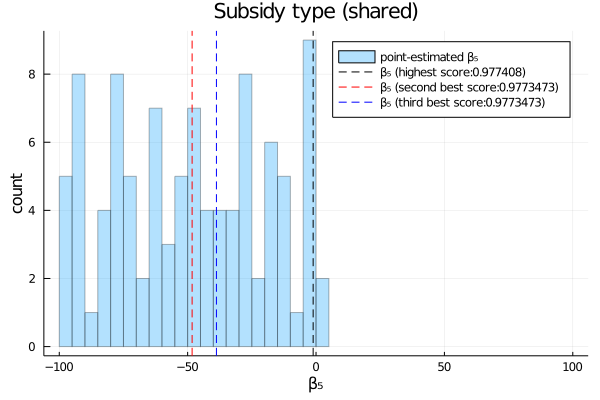 Subsidy type (shared)
point-estimated β₅
β₅ (highest score:0.977408)
β₅ (second best score:0.9773473)
β₅ (third best score:0.9773473)
count
8
6
4
2
0
−100
−50
0
50
100
β₅